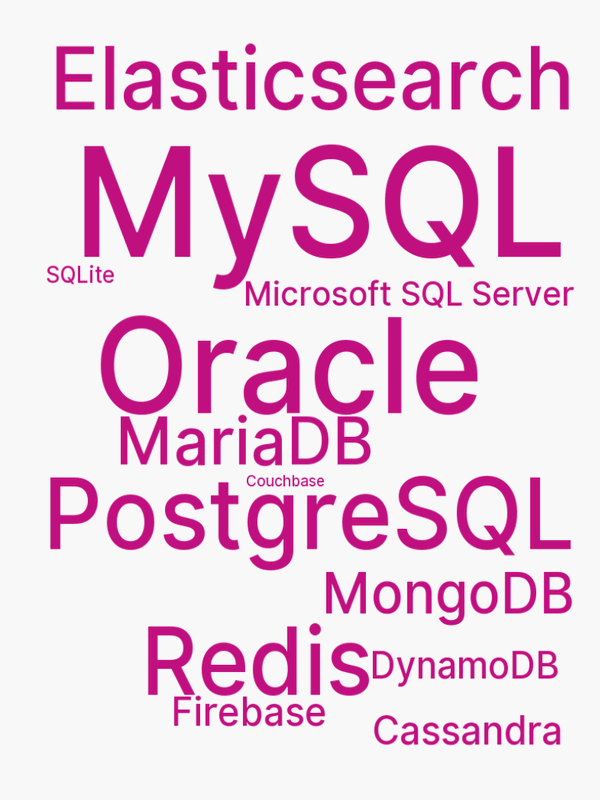 Elasticsearch
MySQL
SQLite
Microsoft SQL Server
Oracle
MariaDB
Couchbase
PostgreSQL
MongoDB
Redis
DynamoDB
Firebase
Cassandra